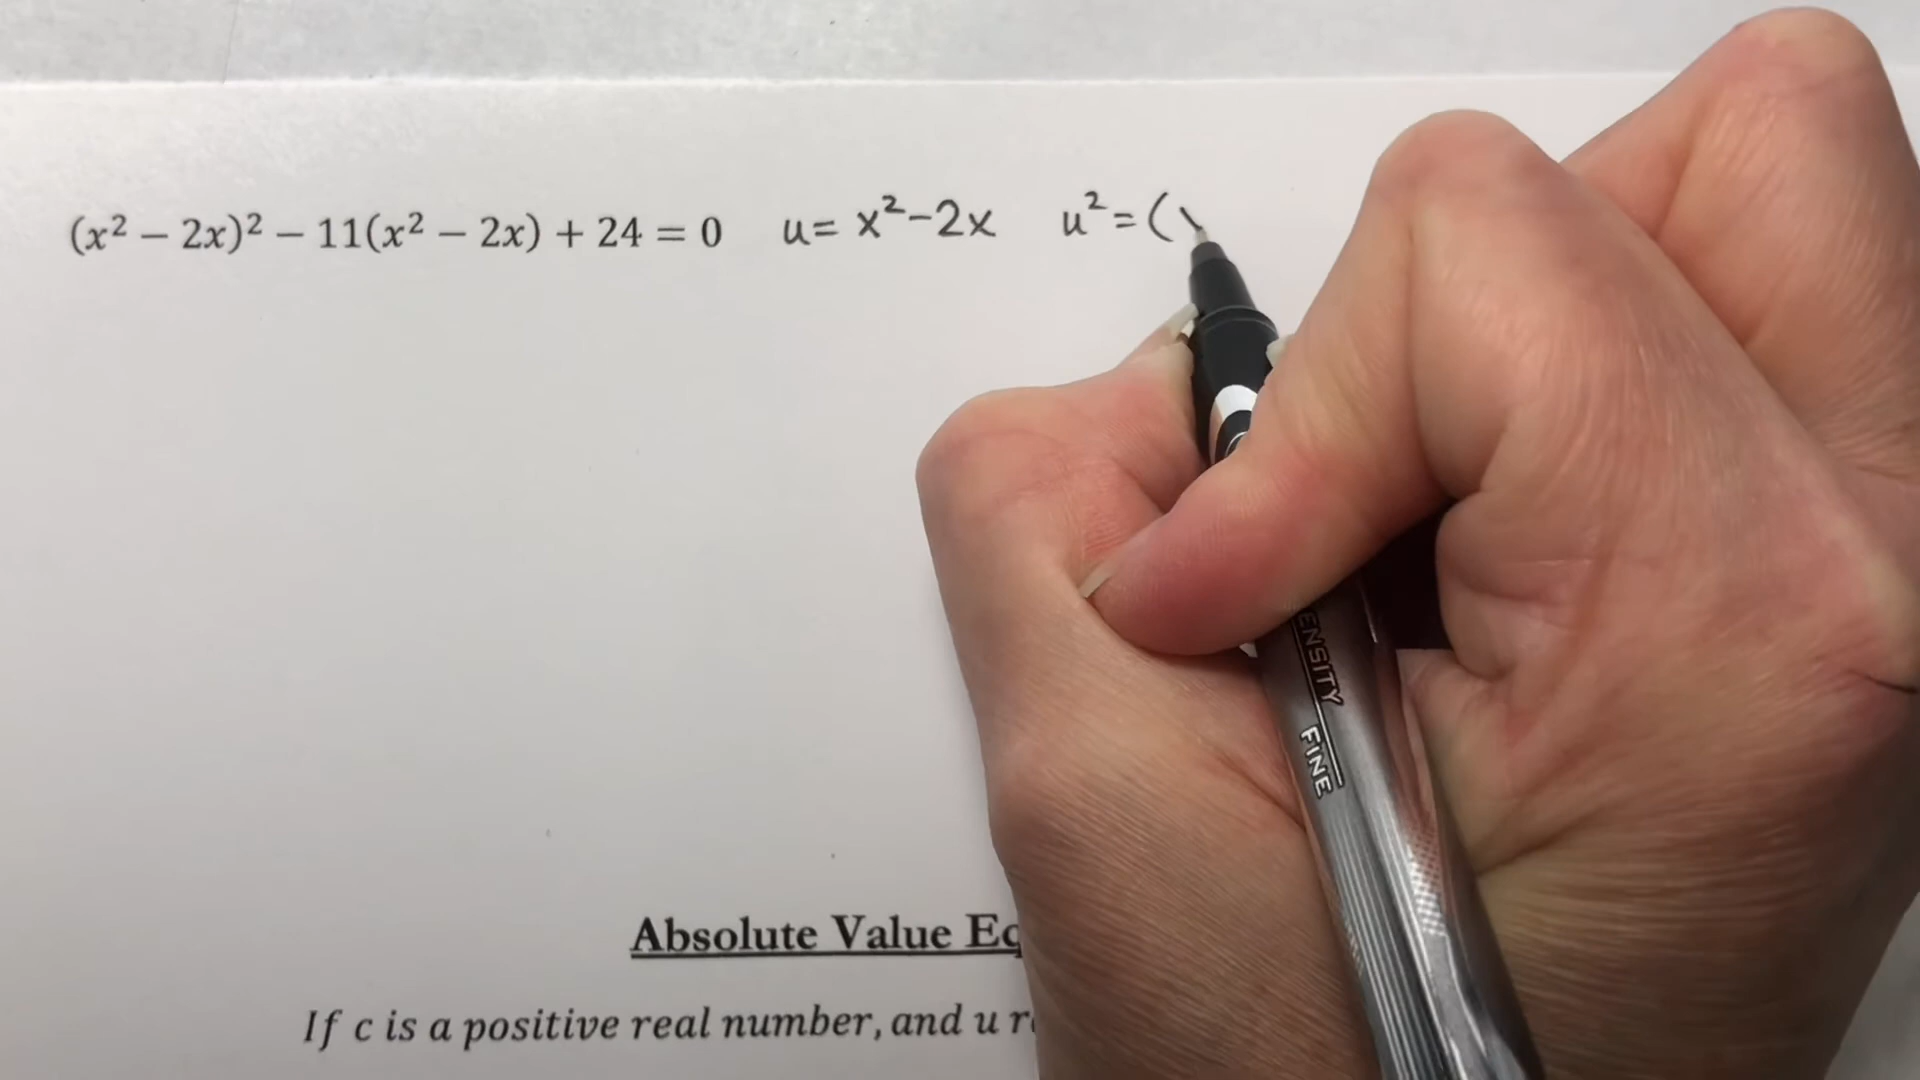 (x² – 2x)² – 11(x² – 2x) + 24 = 0 u = x² – 2x u² = (
Absolute Value
If c is a positive real number, and u
ENSITY
FINE